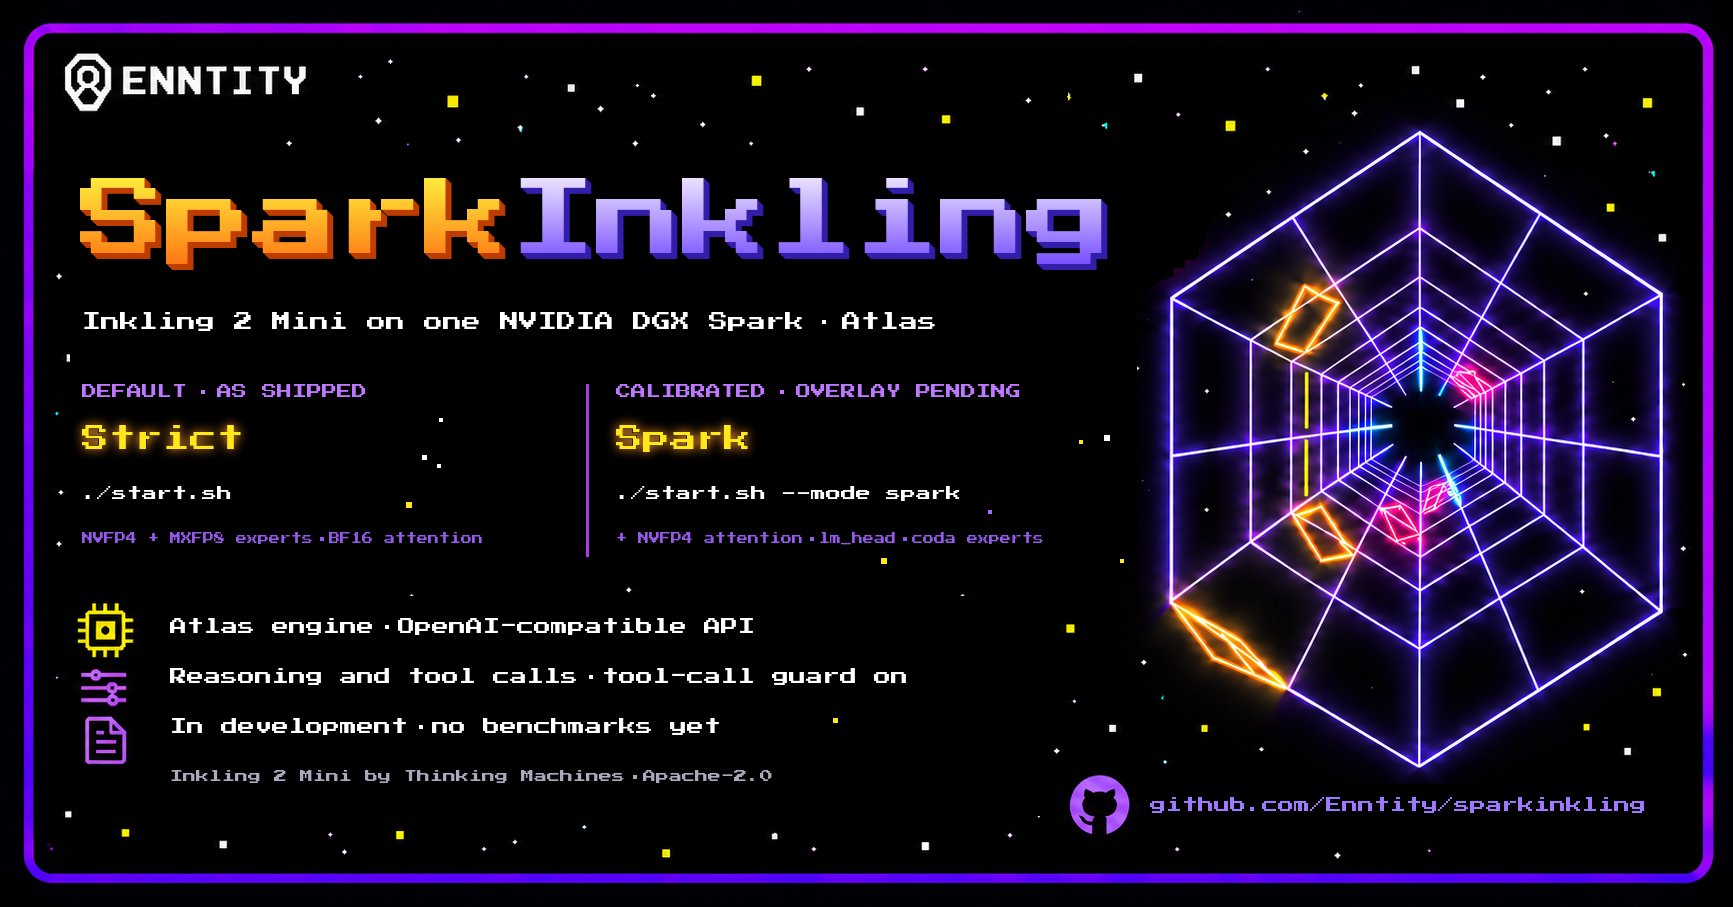 ENNTITY
SparkInkling
Inkling 2 Mini on one NVIDIA DGX Spark · Atlas
DEFAULT · AS SHIPPED
Strict
./start.sh
NVFP4 + MXFP8 experts · BF16 attention
CALIBRATED · OVERLAY PENDING
Spark
./start.sh --mode spark
+ NVFP4 attention · lm_head · coda experts
Atlas engine · OpenAI-compatible API
Reasoning and tool calls · tool-call guard on
In development · no benchmarks yet
Inkling 2 Mini by Thinking Machines · Apache-2.0
github.com/Enntity/sparkinkling